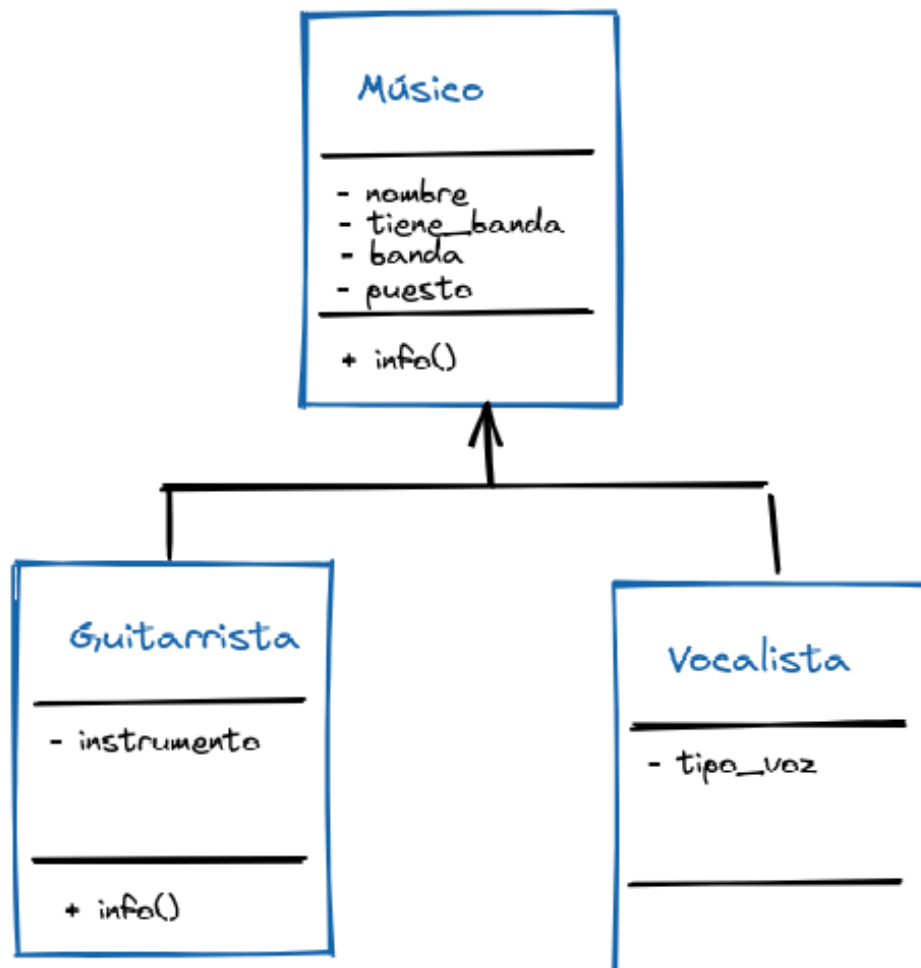 Músico
- nombre
- tiene_banda
- banda
- puesto
+ info()
Guitarrista
- instrumento
+ info()
Vocalista
- tipo_voz